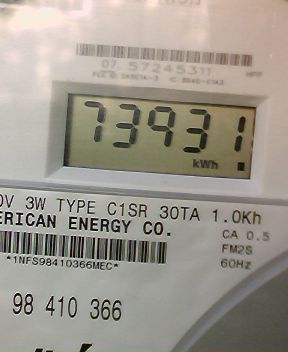 07 57245311
73931
kWh
0V 3W TYPE C1SR 30TA 1.0Kh
ERICAN ENERGY CO.
CA 0.5
FM2S
60Hz
*1NFS98410366MEC*
98 410 366